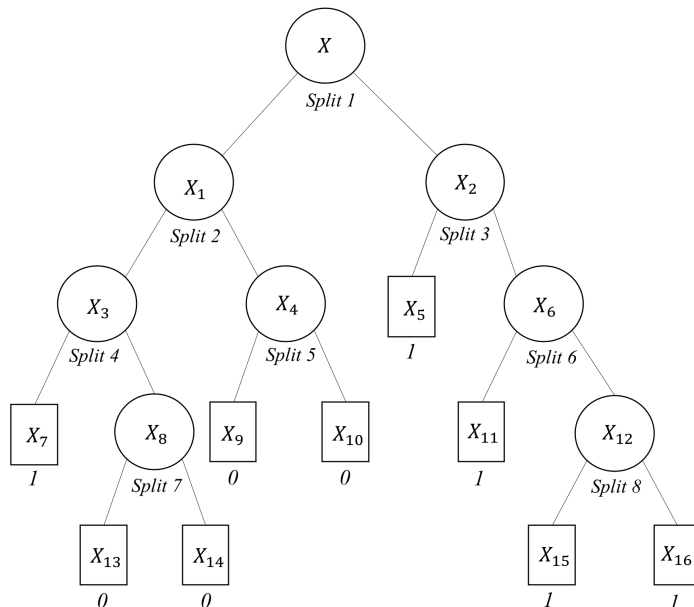 X
Split 1
X₁ X₂
Split 2 Split 3
X₃ X₄ X₅ X₆
Split 4 Split 5 1 Split 6
X₇ X₈ X₉ X₁₀ X₁₁ X₁₂
1 Split 7 0 0 1 Split 8
X₁₃ X₁₄ X₁₅ X₁₆
0 0 1 1